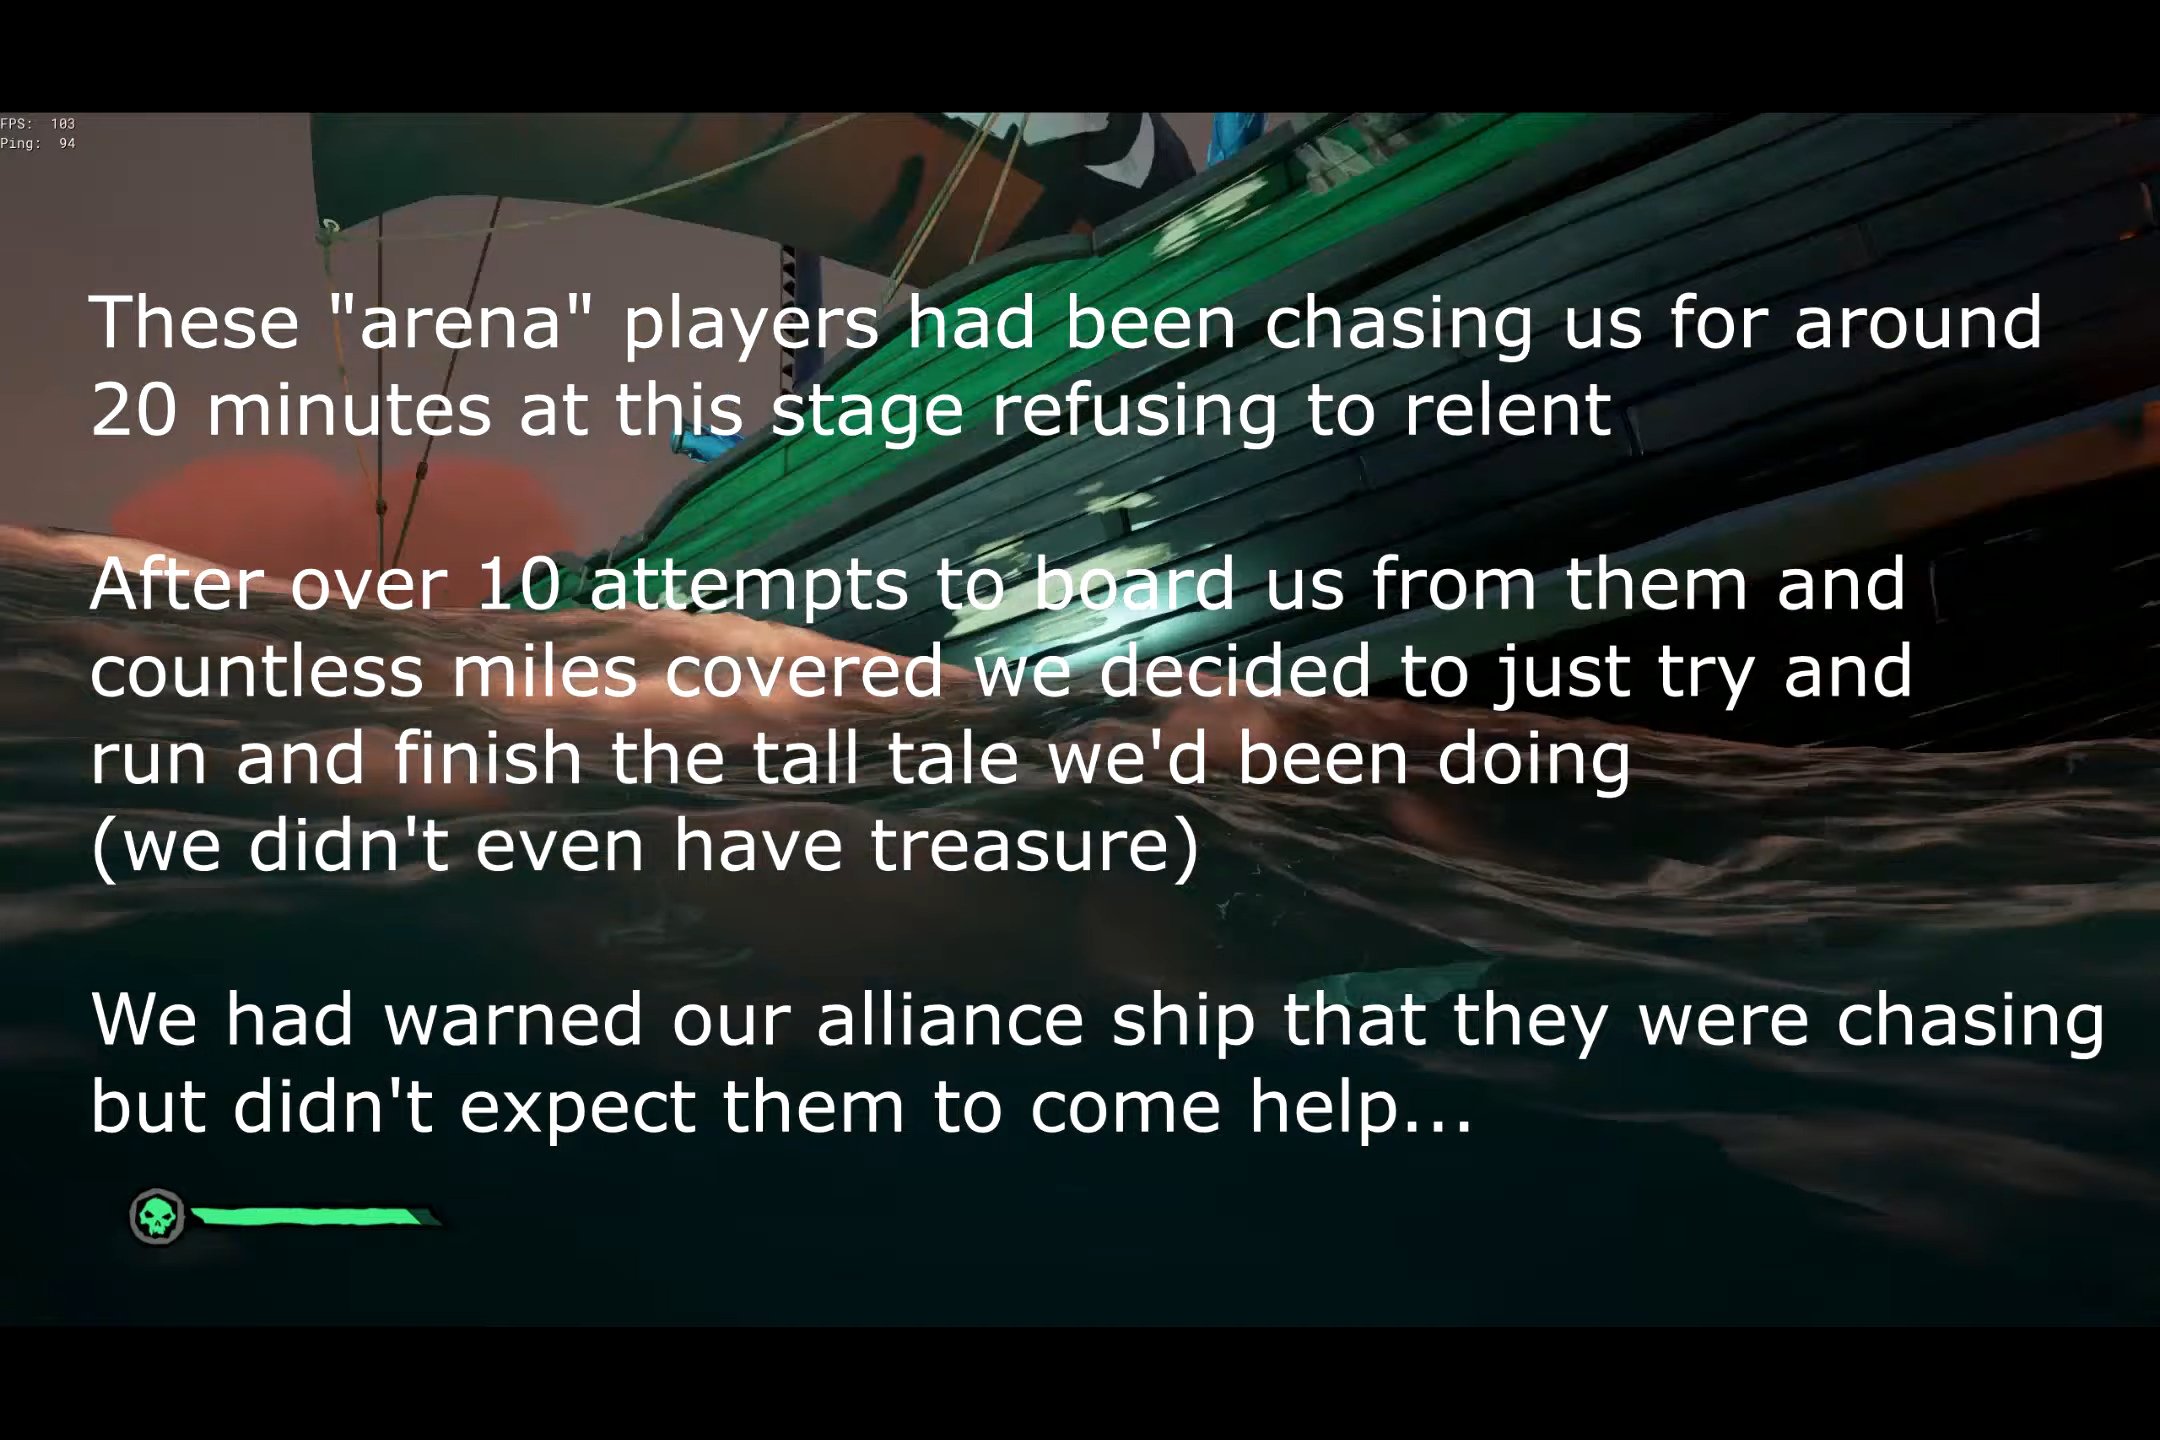 FPS: 103
Ping: 94
These "arena" players had been chasing us for around
20 minutes at this stage refusing to relent
After over 10 attempts to board us from them and
countless miles covered we decided to just try and
run and finish the tall tale we'd been doing
(we didn't even have treasure)
We had warned our alliance ship that they were chasing
but didn't expect them to come help...